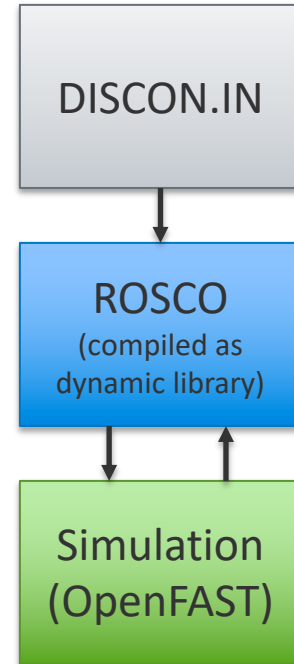 DISCON.IN
ROSCO
(compiled as
dynamic library)
Simulation
(OpenFAST)